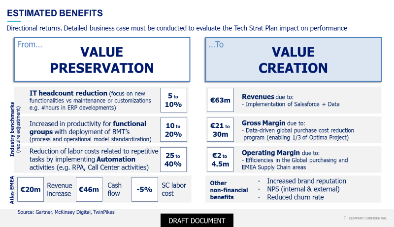 ESTIMATED BENEFITS
Directional returns. Detailed business case must be conducted to evaluate the Tech Strat Plan impact on performance
From...
VALUE
PRESERVATION
...To
VALUE
CREATION
Industry benchmarks
IT headcount reduction (focus on new
functionalities vs maintenance or customizations
e.g. #hours in ERP developments)
5 to
10%
Increased in productivity for functional
groups with deployment of BMT's
(process and operational model standardization)
10 to
20%
Reduction of labor costs related to repetitive
tasks by implementing Automation
activities (e.g. RPA, Call Center activities)
25 to
40%
€20m
Revenue
increase
€46m
Cash
flow
-5%
SC labor
cost
€63m
Revenues due to:
- Implementation of Salesforce + Data
€21 to
30m
Gross Margin due to:
- Data-driven global purchase cost reduction
program (enabling 1/3 of Optima Project)
€2 to
4.5m
Operating Margin due to:
- Efficiencies in the Global purchasing and
EMEA Supply Chain areas
Other
non-financial
benefits
- Increased brand reputation
- NPS (internal & external)
- Reduced churn rate
Source: Gartner, McKinsey Digital,
DRAFT DOCUMENT